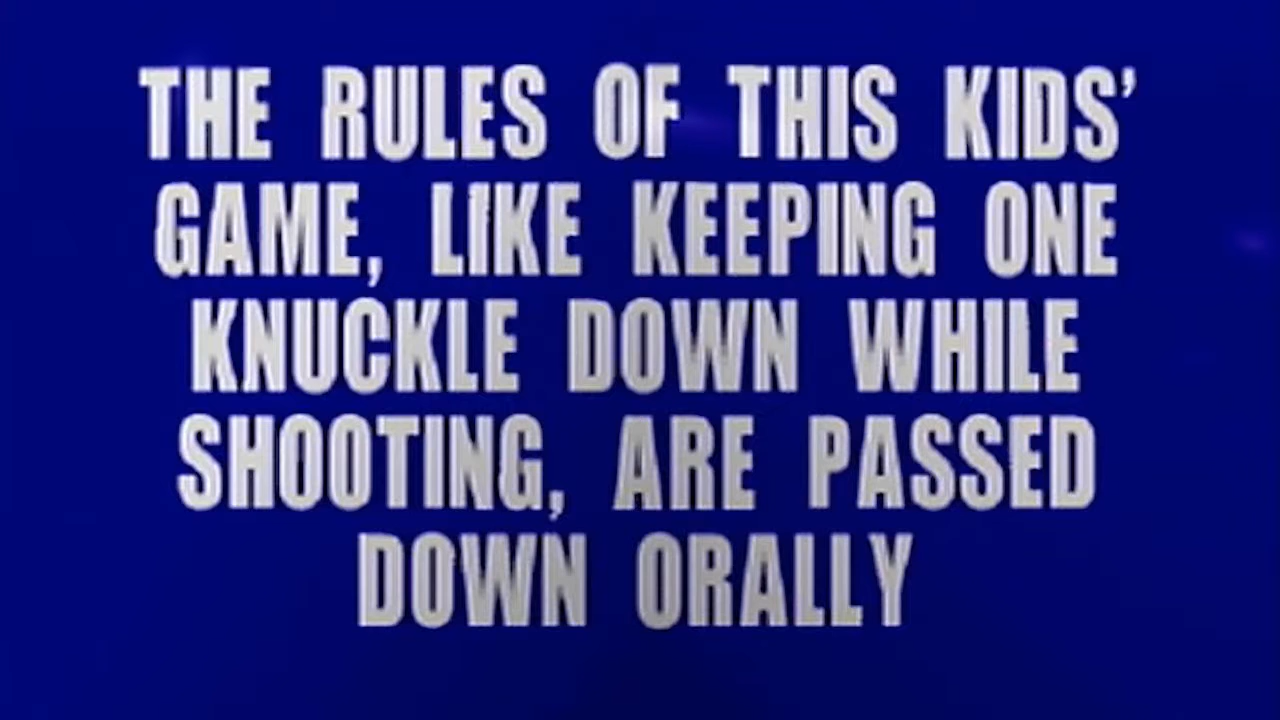 THE RULES OF THIS KIDS'
GAME, LIKE KEEPING ONE
KNUCKLE DOWN WHILE
SHOOTING, ARE PASSED
DOWN ORALLY